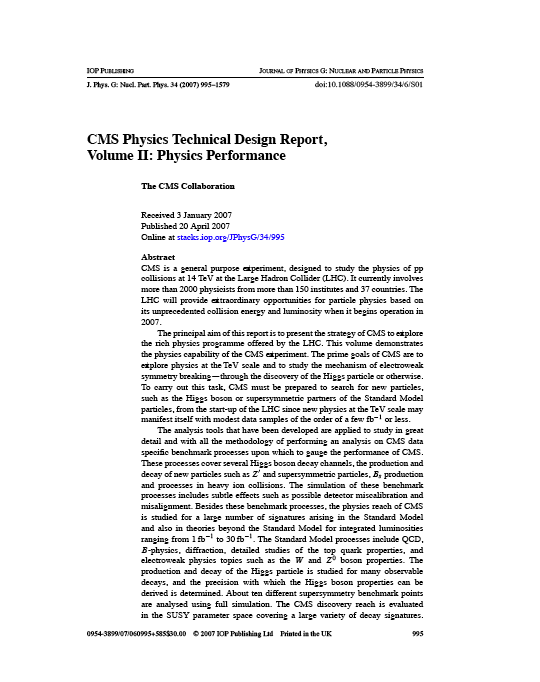 IOP PUBLISHING JOURNAL OF PHYSICS G: NUCLEAR AND PARTICLE PHYSICS
J. Phys. G: Nucl. Part. Phys. 34 (2007) 995–1579 doi:10.1088/0954-3899/34/6/S01
CMS Physics Technical Design Report,
Volume II: Physics Performance
The CMS Collaboration
Received 3 January 2007
Published 20 April 2007
Online at stacks.iop.org/JPhysG/34/995
Abstract
CMS is a general purpose experiment, designed to study the physics of pp
collisions at 14 TeV at the Large Hadron Collider (LHC). It currently involves
more than 2000 physicists from more than 150 institutes and 37 countries. The
LHC will provide extraordinary opportunities for particle physics based on
its unprecedented collision energy and luminosity when it begins operation in
2007.
The principal aim of this report is to present the strategy of CMS to explore
the rich physics programme offered by the LHC. This volume demonstrates
the physics capability of the CMS experiment. The prime goals of CMS are to
explore physics at the TeV scale and to study the mechanism of electroweak
symmetry breaking—through the discovery of the Higgs particle or otherwise.
To carry out this task, CMS must be prepared to search for new particles,
such as the Higgs boson or supersymmetric partners of the Standard Model
particles, from the start-up of the LHC since new physics at the TeV scale may
manifest itself with modest data samples of the order of a few fb⁻¹ or less.
The analysis tools that have been developed are applied to study in great
detail and with all the methodology of performing an analysis on CMS data
specific benchmark processes upon which to gauge the performance of CMS.
These processes cover several Higgs boson decay channels, the production and
decay of new particles such as Z′ and supersymmetric particles, Bₛ production
and processes in heavy ion collisions. The simulation of these benchmark
processes includes subtle effects such as possible detector miscalibration and
misalignment. Besides these benchmark processes, the physics reach of CMS
is studied for a large number of signatures arising in the Standard Model
and also in theories beyond the Standard Model for integrated luminosities
ranging from 1 fb⁻¹ to 30 fb⁻¹. The Standard Model processes include QCD,
B-physics, diffraction, detailed studies of the top quark properties, and
electroweak physics topics such as the W and Z⁰ boson properties. The
production and decay of the Higgs particle is studied for many observable
decays, and the precision with which the Higgs boson properties can be
derived is determined. About ten different supersymmetry benchmark points
are analysed using full simulation. The CMS discovery reach is evaluated
in the SUSY parameter space covering a large variety of decay signatures.
0954-3899/07/060995+585$30.00 © 2007 IOP Publishing Ltd Printed in the UK 995